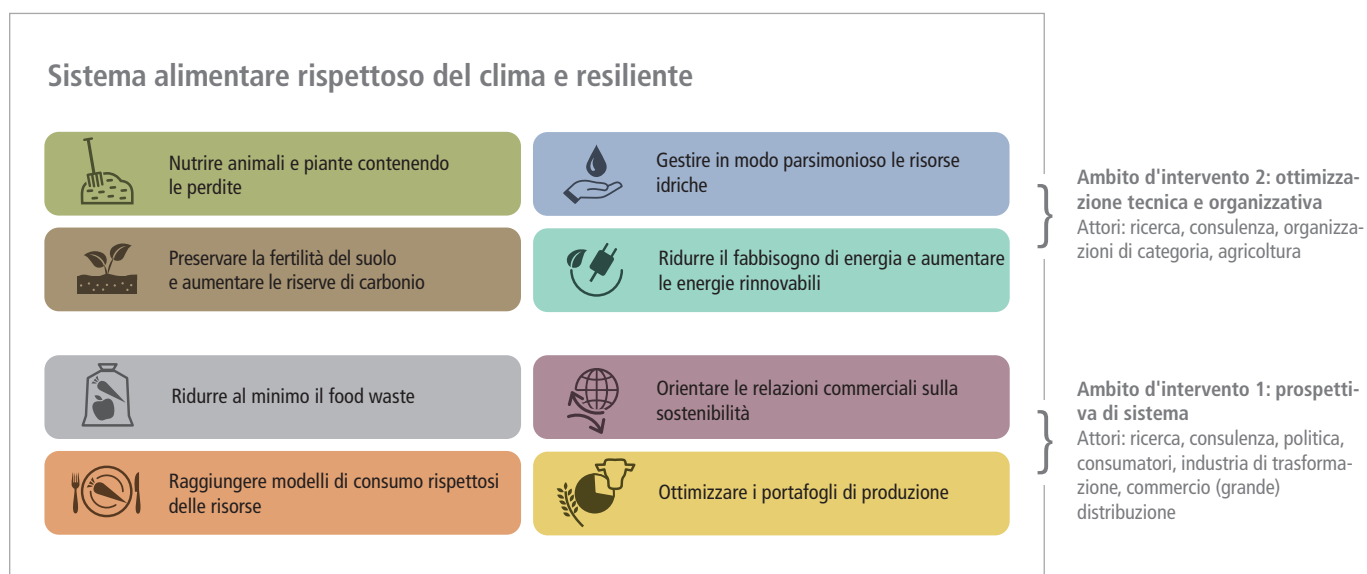 Sistema alimentare rispettoso del clima e resiliente
Nutrire animali e piante contenendo
le perdite
Gestire in modo parsimonioso le risorse
idriche
Preservare la fertilità del suolo
e aumentare le riserve di carbonio
Ridurre il fabbisogno di energia e aumentare
le energie rinnovabili
Ambito d'intervento 2: ottimizza-
zione tecnica e organizzativa
Attori: ricerca, consulenza, organizza-
zioni di categoria, agricoltura
Ridurre al minimo il food waste
Orientare le relazioni commerciali sulla
sostenibilità
Raggiungere modelli di consumo rispettosi
delle risorse
Ottimizzare i portafogli di produzione
Ambito d'intervento 1: prospetti-
va di sistema
Attori: ricerca, consulenza, politica,
consumatori, industria di trasforma-
zione, commercio (grande)
distribuzione